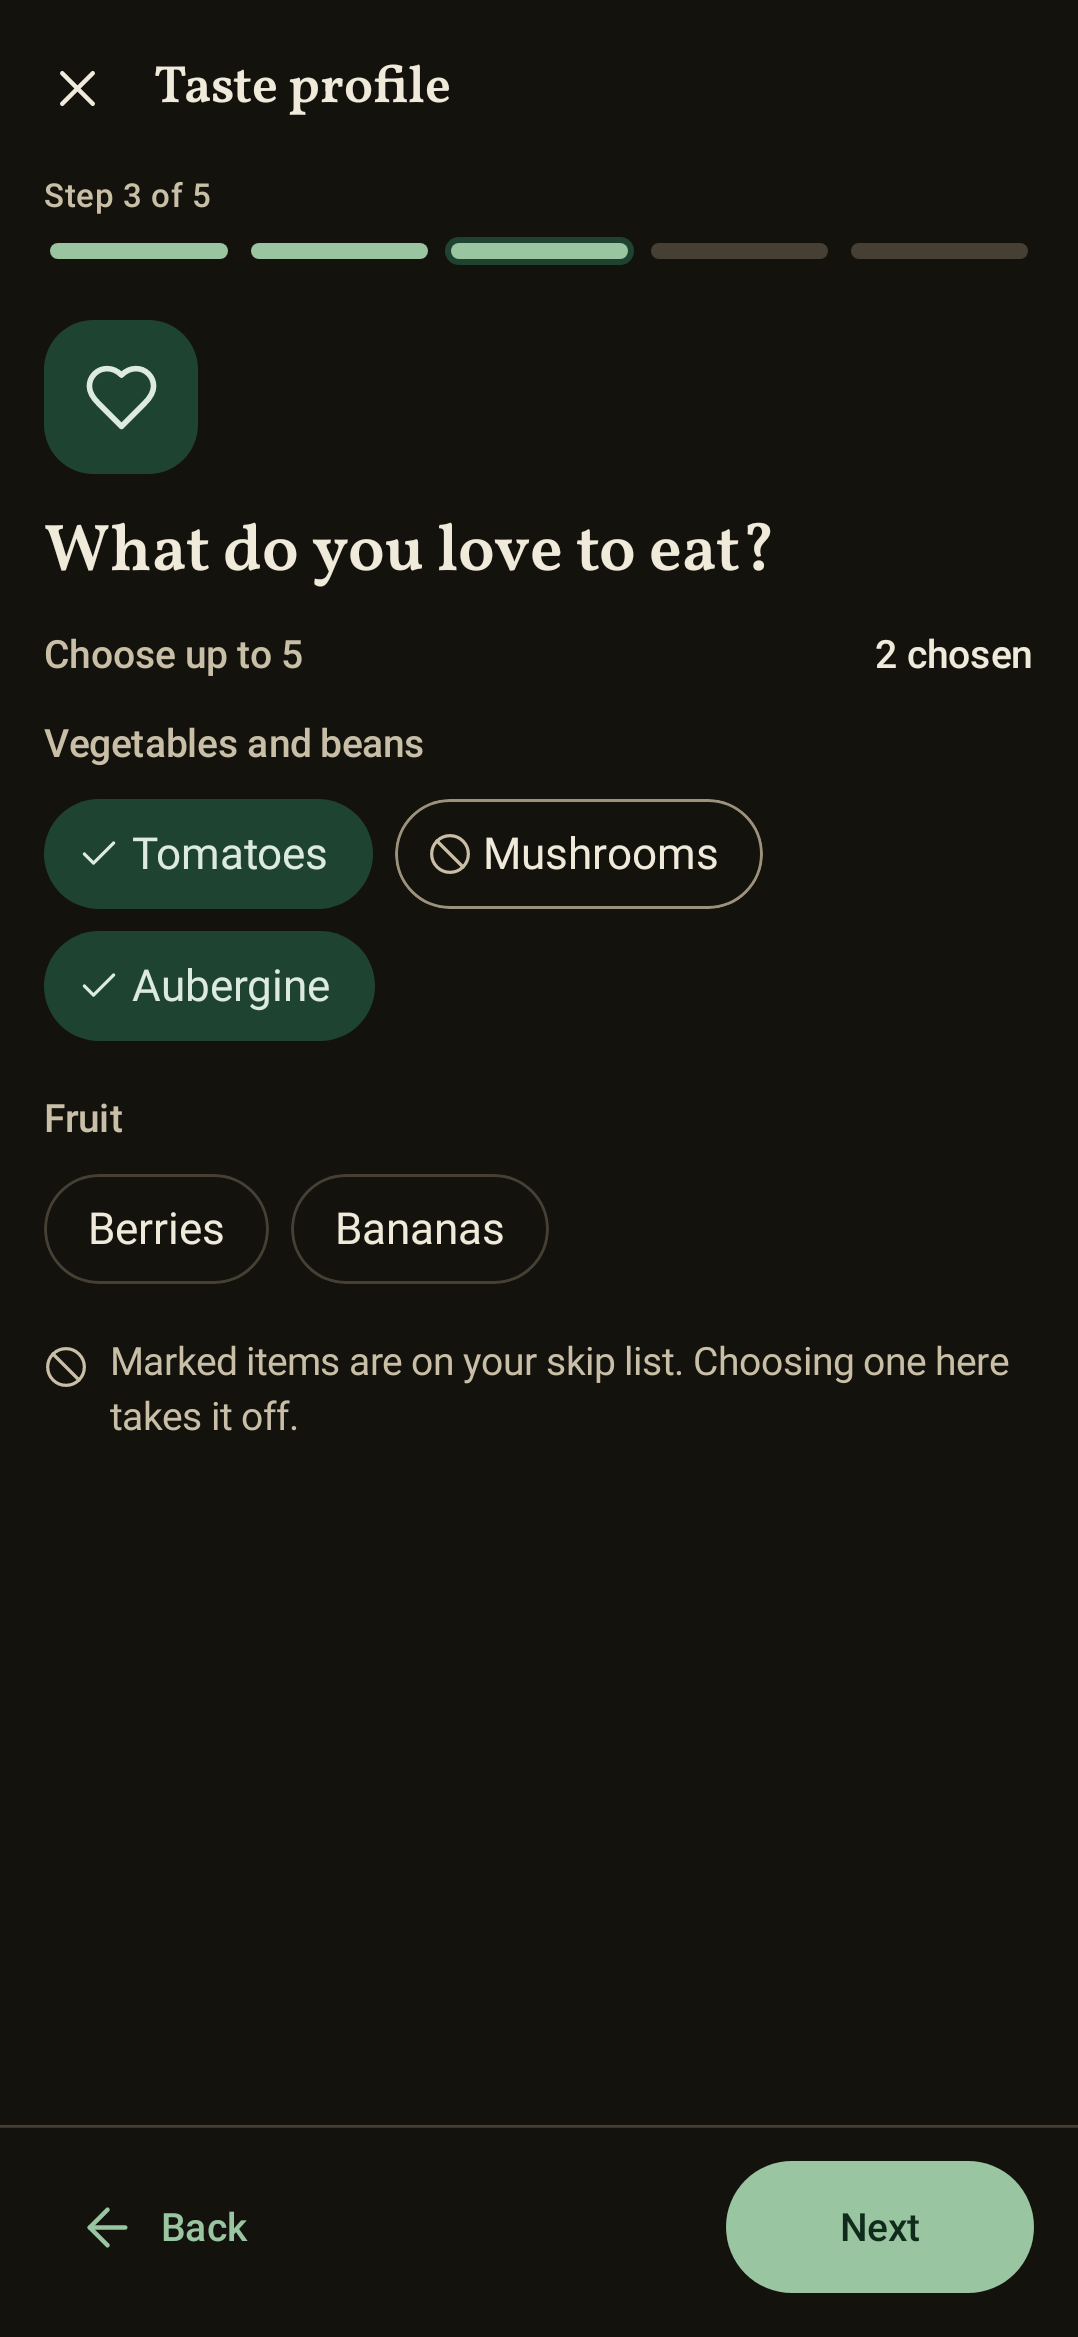 Taste profile
Step 3 of 5
What do you love to eat?
Choose up to 5
2 chosen
Vegetables and beans
Tomatoes
Mushrooms
Aubergine
Fruit
Berries
Bananas
Marked items are on your skip list. Choosing one here
takes it off.
Back
Next